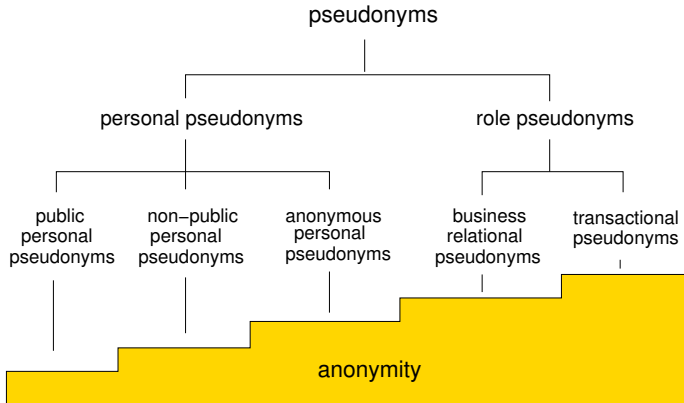 pseudonyms
personal pseudonyms
role pseudonyms
public
personal
pseudonyms
non−public
personal
pseudonyms
anonymous
personal
pseudonyms
business
relational
pseudonyms
transactional
pseudonyms
anonymity